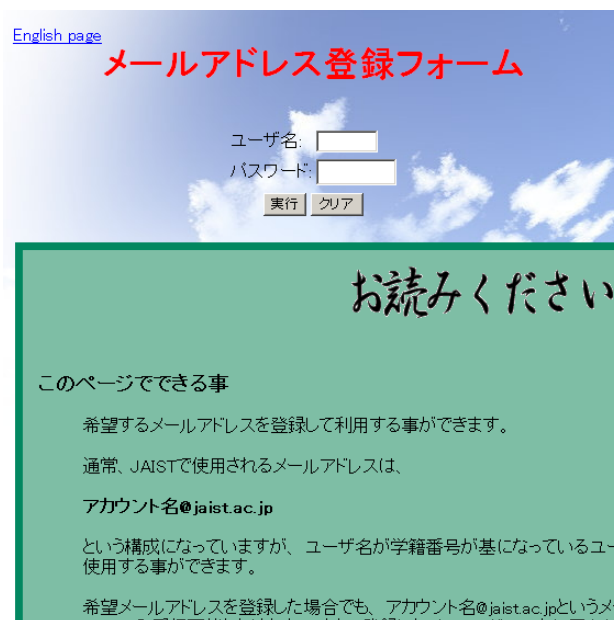 English page
メールアドレス登録フォーム
ユーザ名:
パスワード:
実行 クリア
お読みください
このページでできる事
希望するメールアドレスを登録して利用する事ができます。
通常、JAISTで使用されるメールアドレスは、
アカウント名@jaist.ac.jp
という構成になっていますが、ユーザ名が学籍番号が基になっているユー
使用する事ができます。
希望メールアドレスを登録した場合でも、アカウント名@jaist.ac.jpというメ